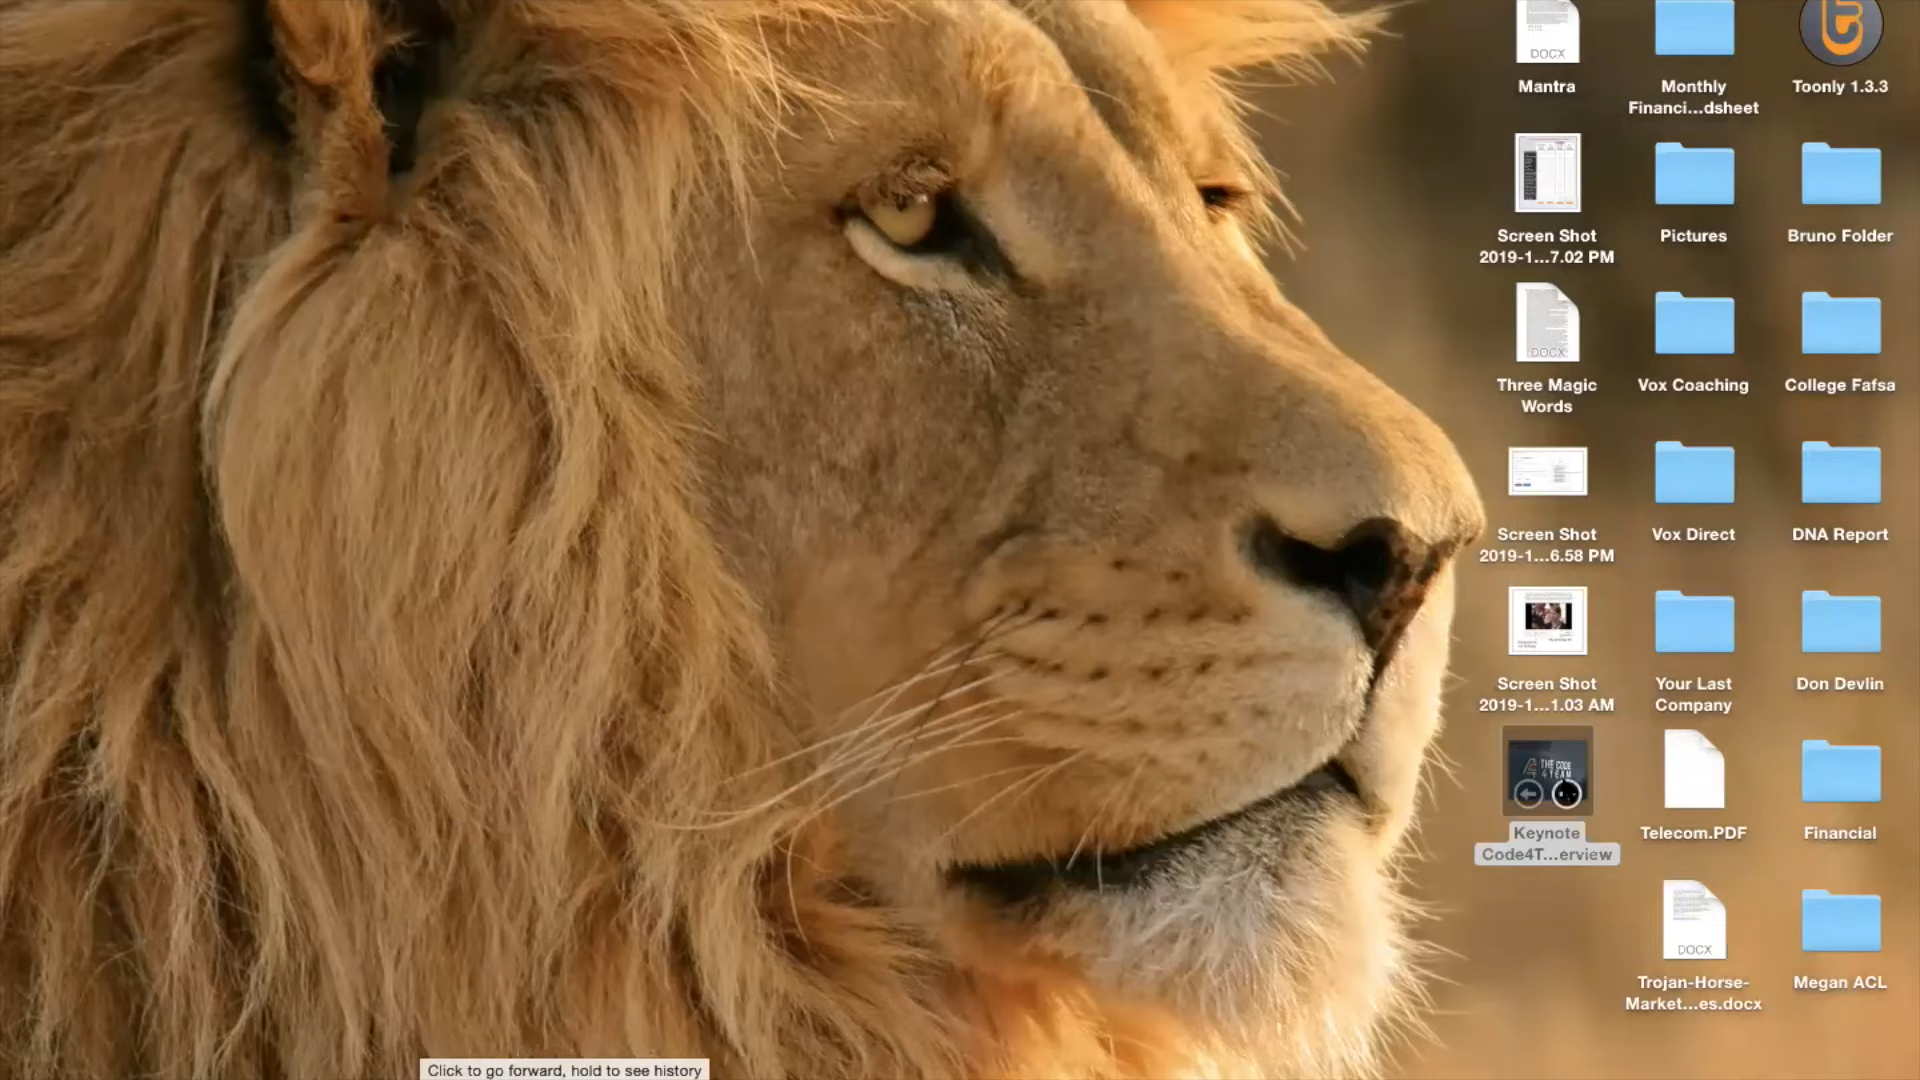 DOCX
Mantra
Monthly
Financi...dsheet
Toonly 1.3.3
Screen Shot
2019-1...7.02 PM
Pictures
Bruno Folder
DOCX
Three Magic
Words
Vox Coaching
College Fafsa
Screen Shot
2019-1...6.58 PM
Vox Direct
DNA Report
Screen Shot
2019-1...1.03 AM
Your Last
Company
Don Devlin
THE CODE
4 TEAM
Keynote
Code4T...erview
Telecom.PDF
Financial
DOCX
Trojan-Horse-
Market...es.docx
Megan ACL
Click to go forward, hold to see history